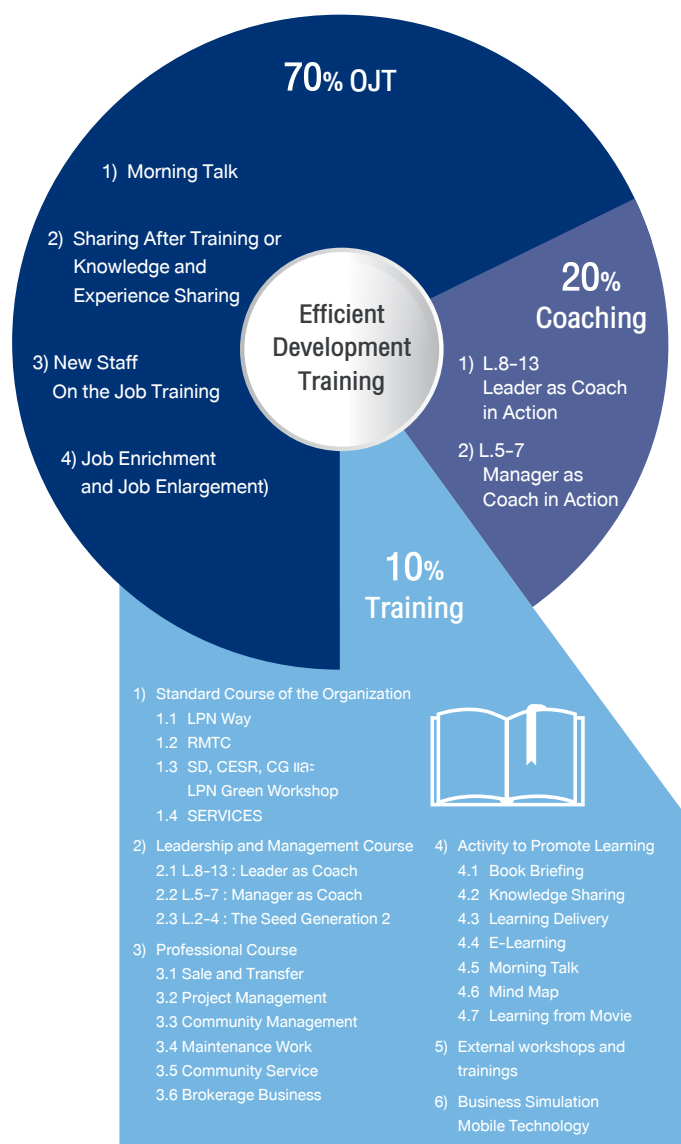 70% OJT
1) Morning Talk
2) Sharing After Training or
Knowledge and
Experience Sharing
3) New Staff
On the Job Training
4) Job Enrichment
and Job Enlargement)
Efficient
Development
Training
20%
Coaching
1) L.8-13
Leader as Coach
in Action
2) L.5-7
Manager as
Coach in Action
10%
Training
1) Standard Course of the Organization
1.1 LPN Way
1.2 RMTC
1.3 SD, CESR, CG และ
LPN Green Workshop
1.4 SERVICES
2) Leadership and Management Course
2.1 L.8-13 : Leader as Coach
2.2 L.5-7 : Manager as Coach
2.3 L.2-4 : The Seed Generation 2
3) Professional Course
3.1 Sale and Transfer
3.2 Project Management
3.3 Community Management
3.4 Maintenance Work
3.5 Community Service
3.6 Brokerage Business
4) Activity to Promote Learning
4.1 Book Briefing
4.2 Knowledge Sharing
4.3 Learning Delivery
4.4 E-Learning
4.5 Morning Talk
4.6 Mind Map
4.7 Learning from Movie
5) External workshops and
trainings
6) Business Simulation
Mobile Technology